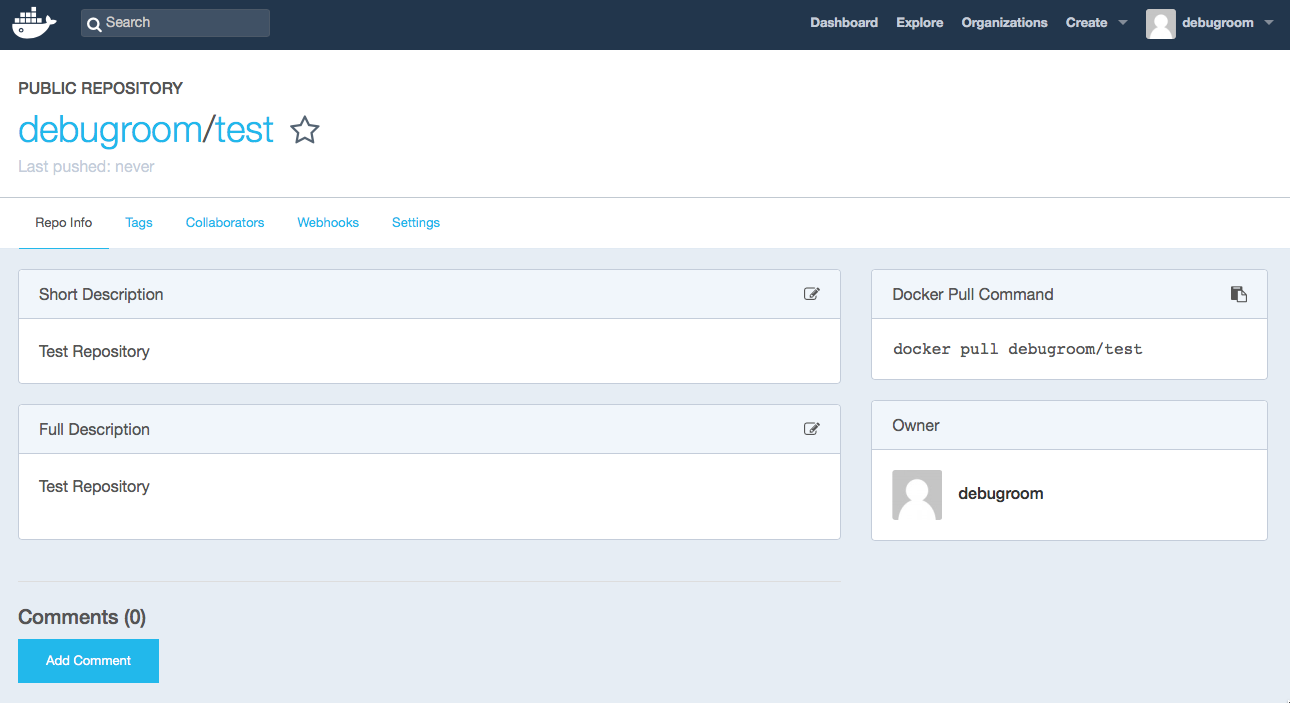 Search
Dashboard Explore Organizations Create debugroom
PUBLIC REPOSITORY
debugroom/test
Last pushed: never
Repo Info Tags Collaborators Webhooks Settings
Short Description
Test Repository
Full Description
Test Repository
Docker Pull Command
docker pull debugroom/test
Owner
debugroom
Comments (0)
Add Comment